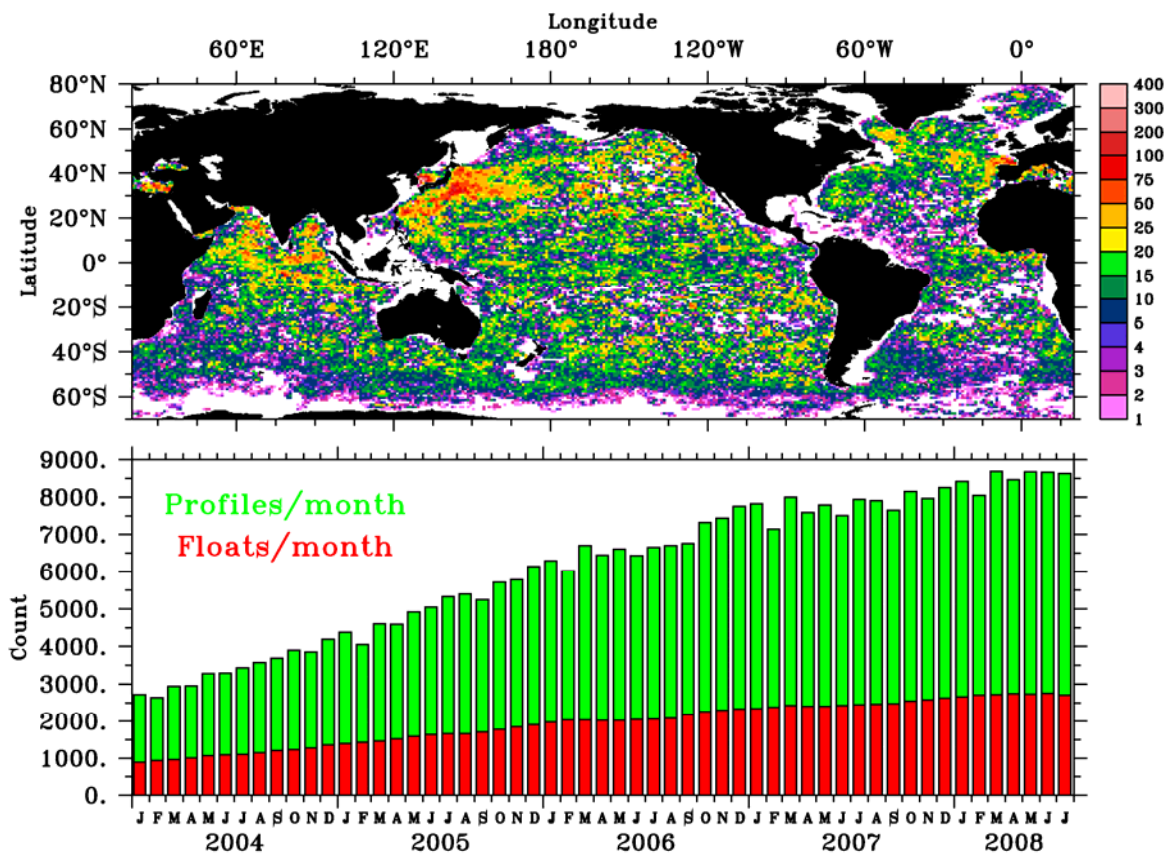 Longitude
60°E 120°E 180° 120°W 60°W 0°
Latitude
80°N
60°N
40°N
20°N
0°
20°S
40°S
60°S
400
300
200
100
75
50
25
20
15
10
5
4
3
2
1
Count
9000.
8000.
7000.
6000.
5000.
4000.
3000.
2000.
1000.
0.
Profiles/month
Floats/month
J F M A M J J A S O N D J F M A M J J A S O N D J F M A M J J A S O N D J F M A M J J A S O N D J F M A M J J
2004 2005 2006 2007 2008